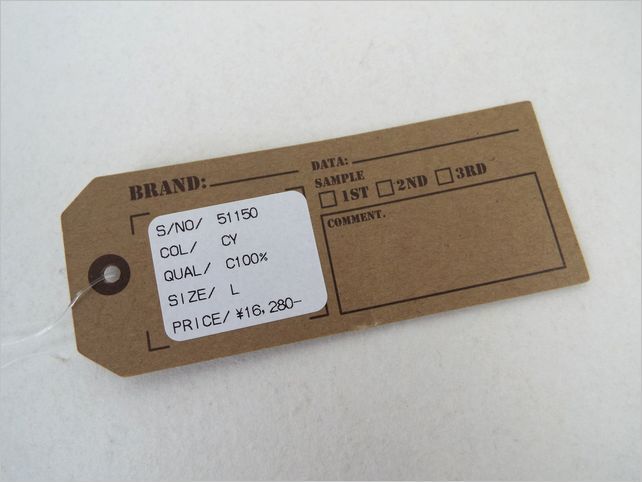 BRAND:
DATA:
SAMPLE
1ST 2ND 3RD
COMMENT.
S/NO/ 51150
COL/ CY
QUAL/ C100%
SIZE/ L
PRICE/ ¥16,280-